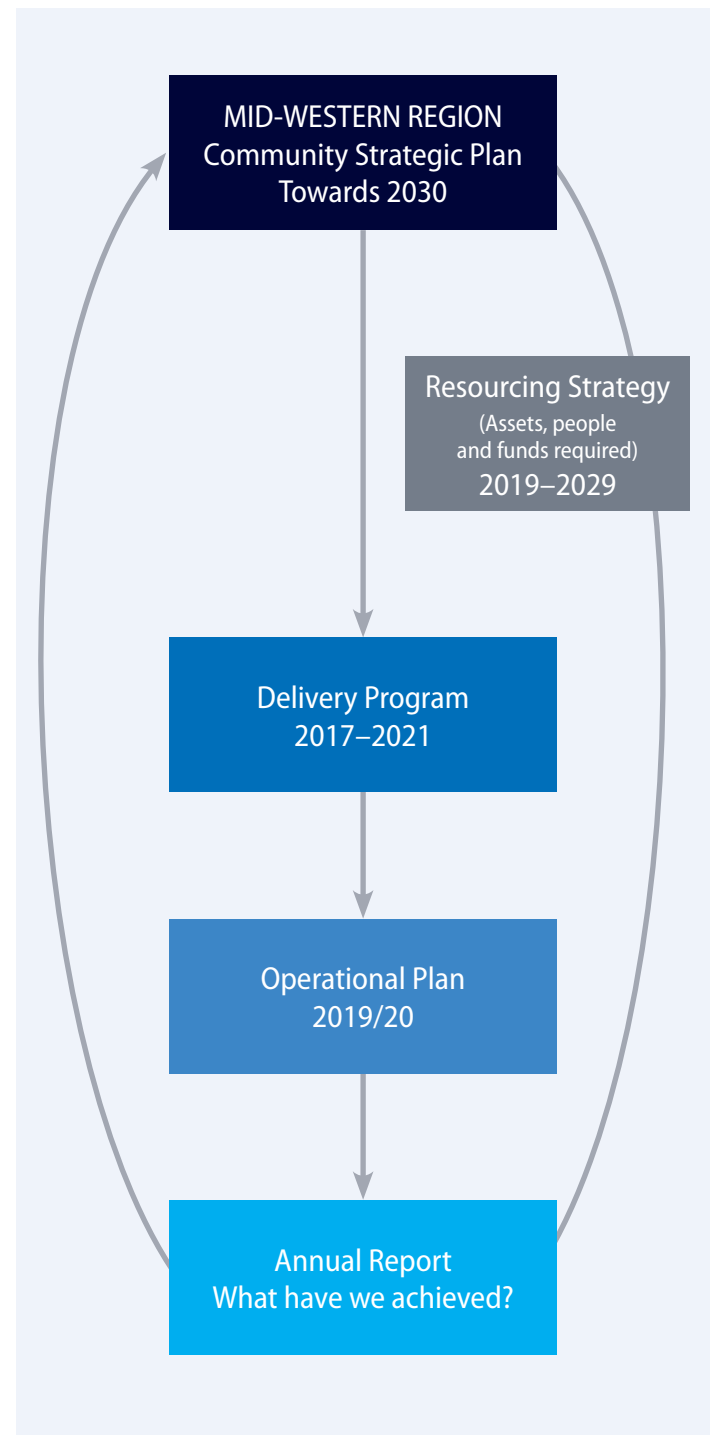 MID-WESTERN REGION
Community Strategic Plan
Towards 2030
Resourcing Strategy
(Assets, people
and funds required)
2019–2029
Delivery Program
2017–2021
Operational Plan
2019/20
Annual Report
What have we achieved?